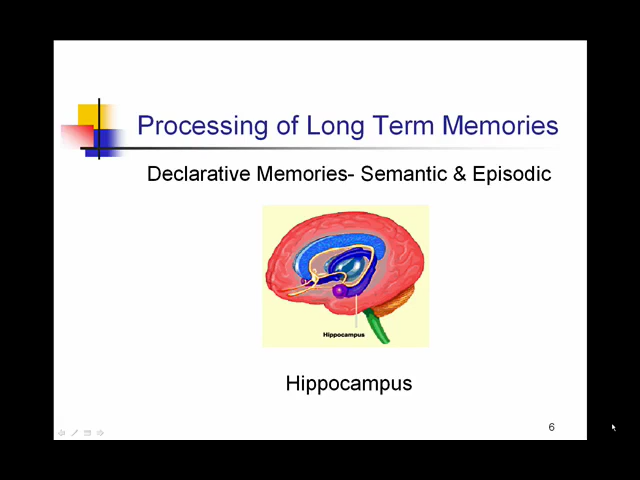 Processing of Long Term Memories
Declarative Memories- Semantic & Episodic
Hippocampus
Hippocampus
6